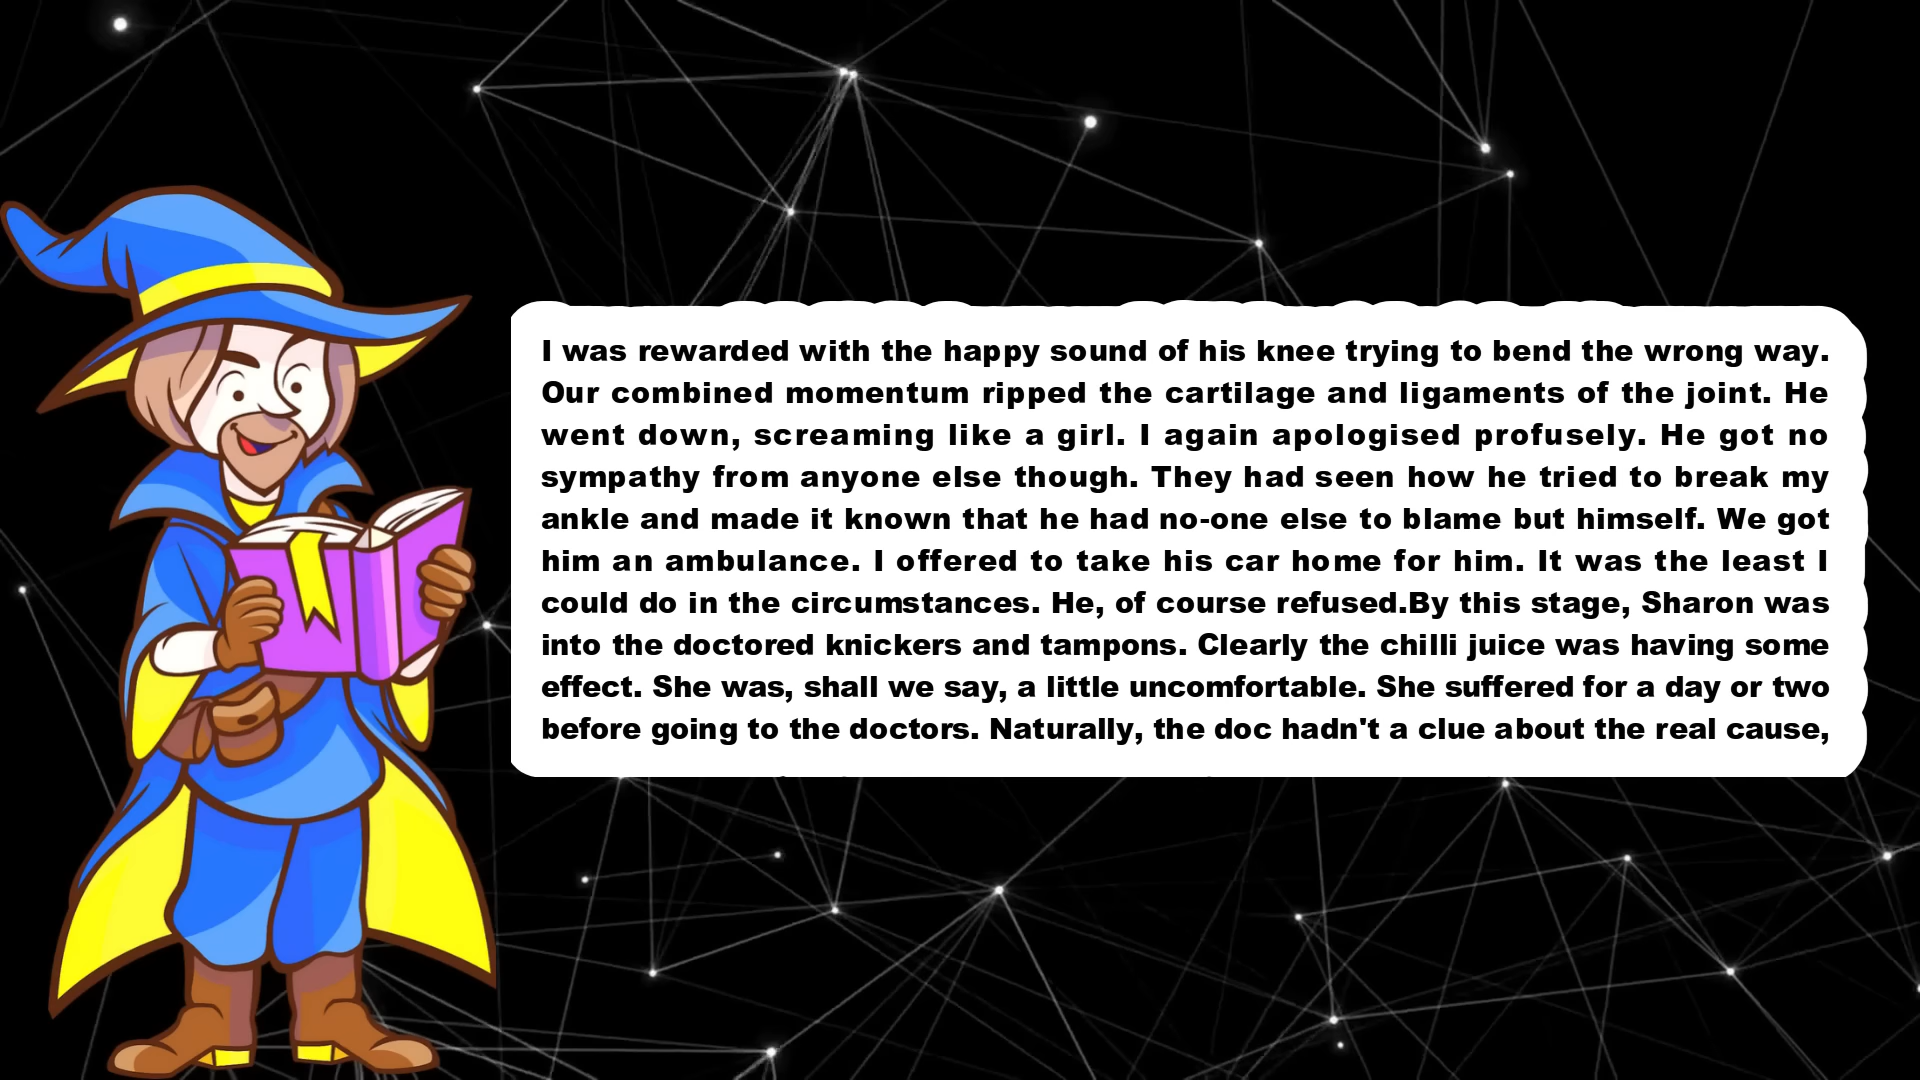 I was rewarded with the happy sound of his knee trying to bend the wrong way.
Our combined momentum ripped the cartilage and ligaments of the joint. He
went down, screaming like a girl. I again apologised profusely. He got no
sympathy from anyone else though. They had seen how he tried to break my
ankle and made it known that he had no-one else to blame but himself. We got
him an ambulance. I offered to take his car home for him. It was the least I
could do in the circumstances. He, of course refused.By this stage, Sharon was
into the doctored knickers and tampons. Clearly the chilli juice was having some
effect. She was, shall we say, a little uncomfortable. She suffered for a day or two
before going to the doctors. Naturally, the doc hadn't a clue about the real cause,